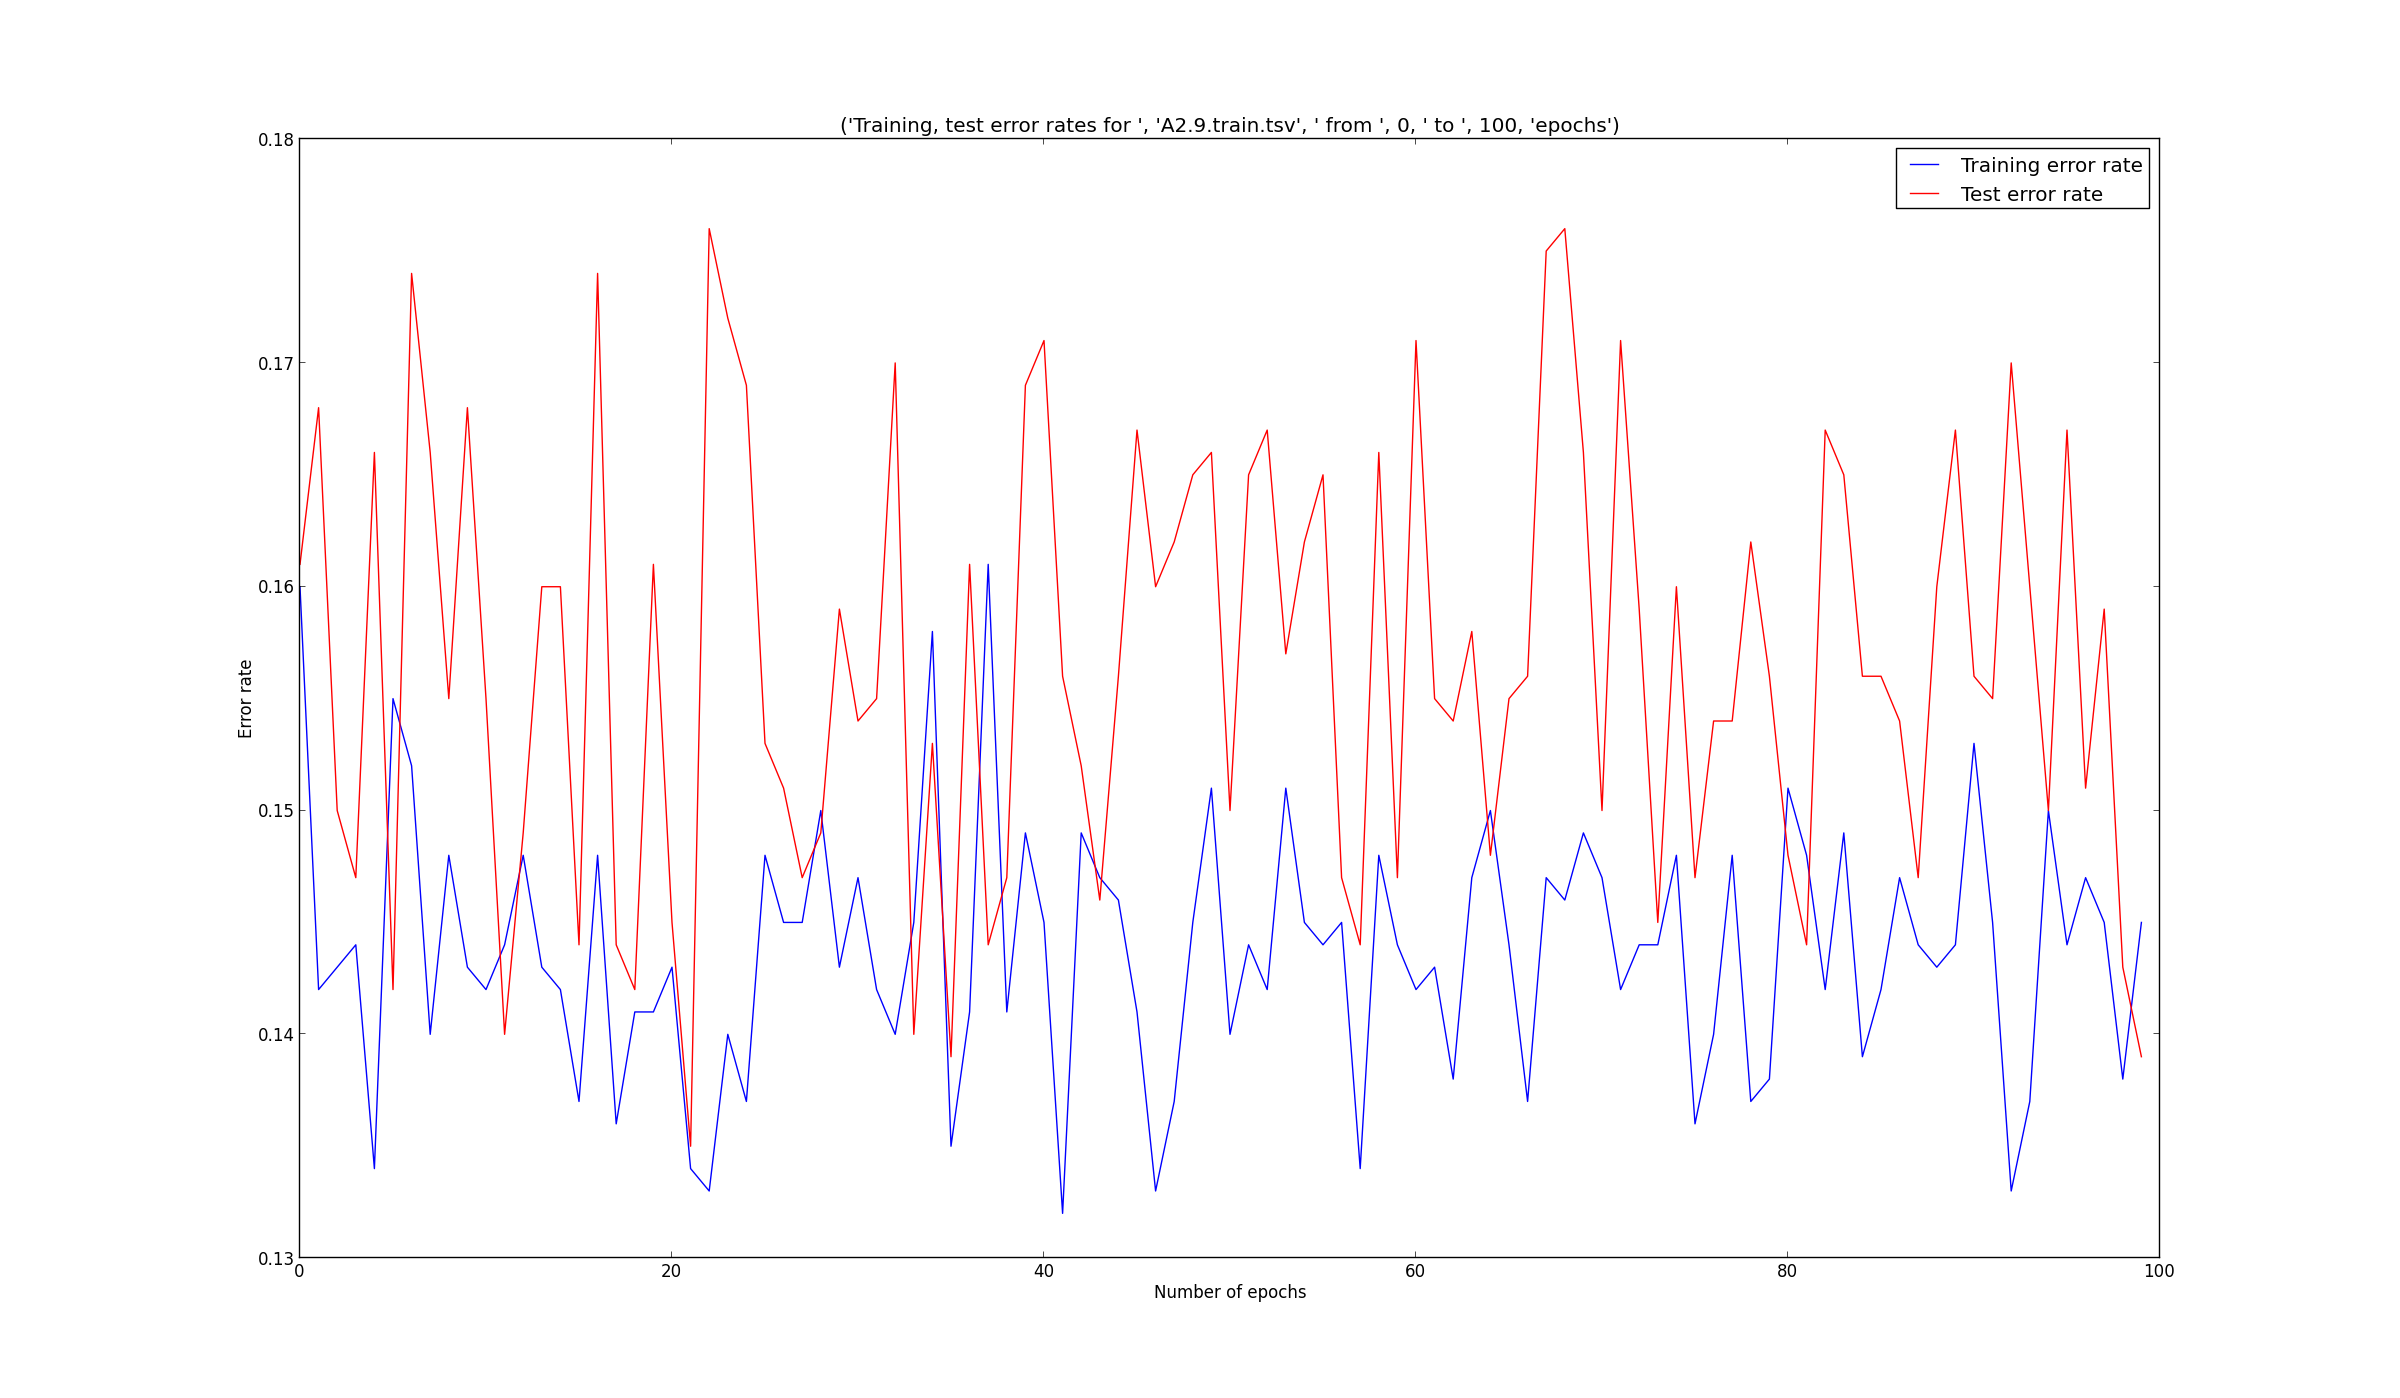 ('Training, test error rates for ', 'A2.9.train.tsv', ' from ', 0, ' to ', 100, 'epochs')
Training error rate
Test error rate
0.18
0.17
0.16
0.15
0.14
0.13
Error rate
0 20 40 60 80 100
Number of epochs